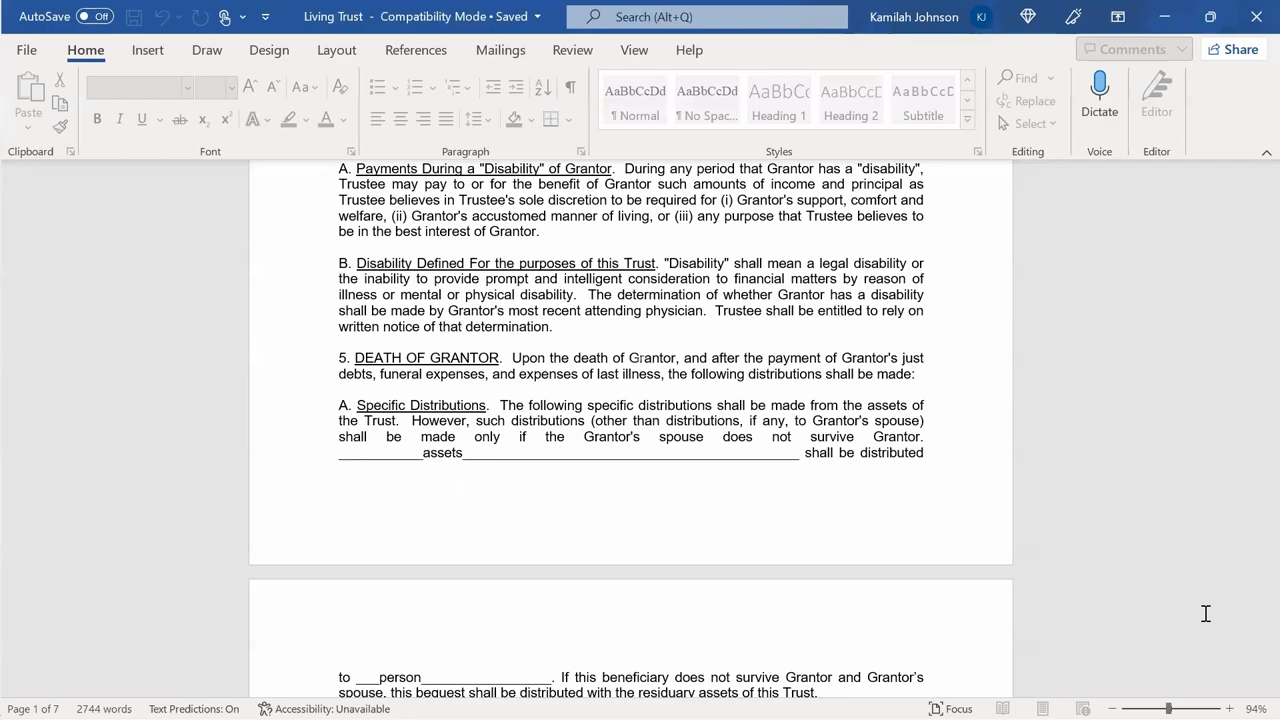 AutoSave Off Living Trust - Compatibility Mode • Saved Search (Alt+Q) Kamilah Johnson KJ
File Home Insert Draw Design Layout References Mailings Review View Help Comments Share
Paste
Clipboard
Font
Paragraph
AaBbCcDd ¶ Normal
AaBbCcDd ¶ No Spac...
AaBbCc Heading
AaBbCcDd Heading 2
AaBbCcD Subtitle
Styles
Find
Replace
Select
Editing
Dictate
Voice
Editor
Editor
A. Payments During a "Disability" of Grantor. During any period that Grantor has a "disability",
Trustee may pay to or for the benefit of Grantor such amounts of income and principal as
Trustee believes in Trustee's sole discretion to be required for (i) Grantor's support, comfort and
welfare, (ii) Grantor's accustomed manner of living, or (iii) any purpose that Trustee believes to
be in the best interest of Grantor.
B. Disability Defined For the purposes of this Trust. "Disability" shall mean a legal disability or
the inability to provide prompt and intelligent consideration to financial matters by reason of
illness or mental or physical disability. The determination of whether Grantor has a disability
shall be made by Grantor's most recent attending physician. Trustee shall be entitled to rely on
written notice of that determination.
5. DEATH OF GRANTOR. Upon the death of Grantor, and after the payment of Grantor's just
debts, funeral expenses, and expenses of last illness, the following distributions shall be made:
A. Specific Distributions. The following specific distributions shall be made from the assets of
the Trust. However, such distributions (other than distributions, if any, to Grantor's spouse)
shall be made only if the Grantor's spouse does not survive Grantor.
___________assets____________________________________________ shall be distributed
to ___person_________________. If this beneficiary does not survive Grantor and Grantor's
spouse, this bequest shall be distributed with the residuary assets of this Trust.
Page 1 of 7 2744 words Text Predictions: On Accessibility: Unavailable Focus 94%